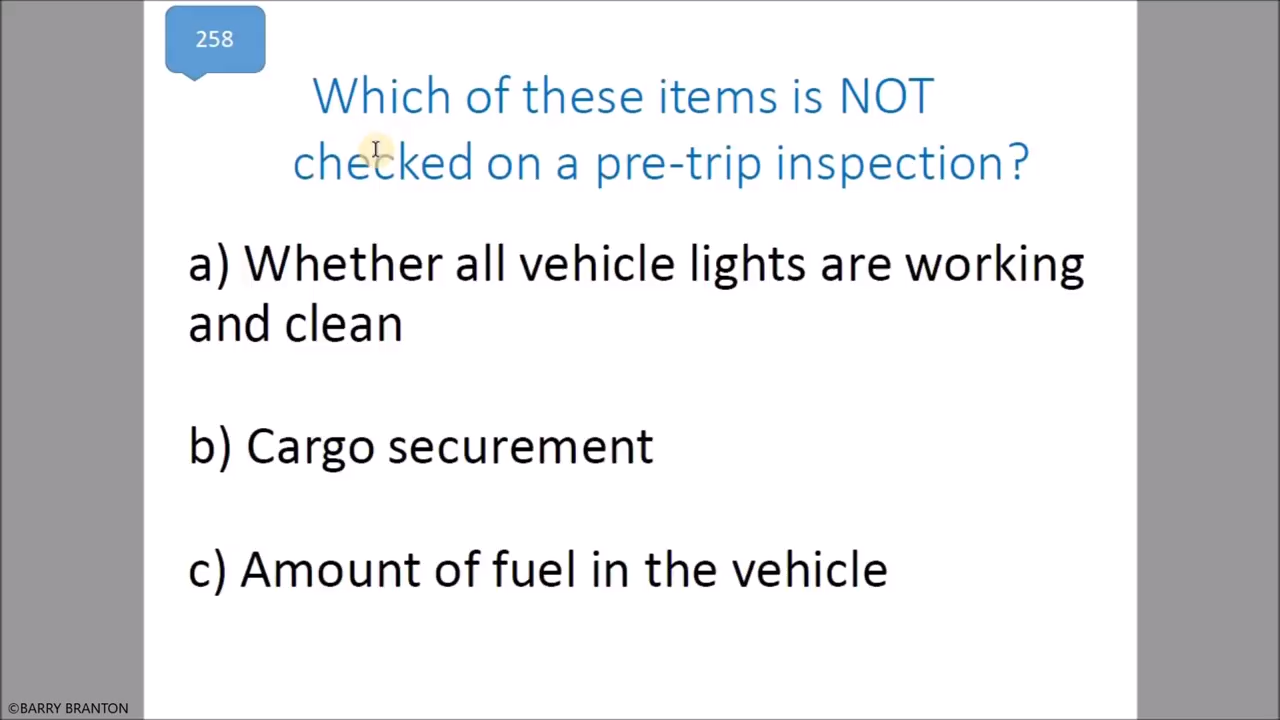 258
Which of these items is NOT
checked on a pre-trip inspection?
a) Whether all vehicle lights are working
and clean
b) Cargo securement
c) Amount of fuel in the vehicle
©BARRY BRANTON